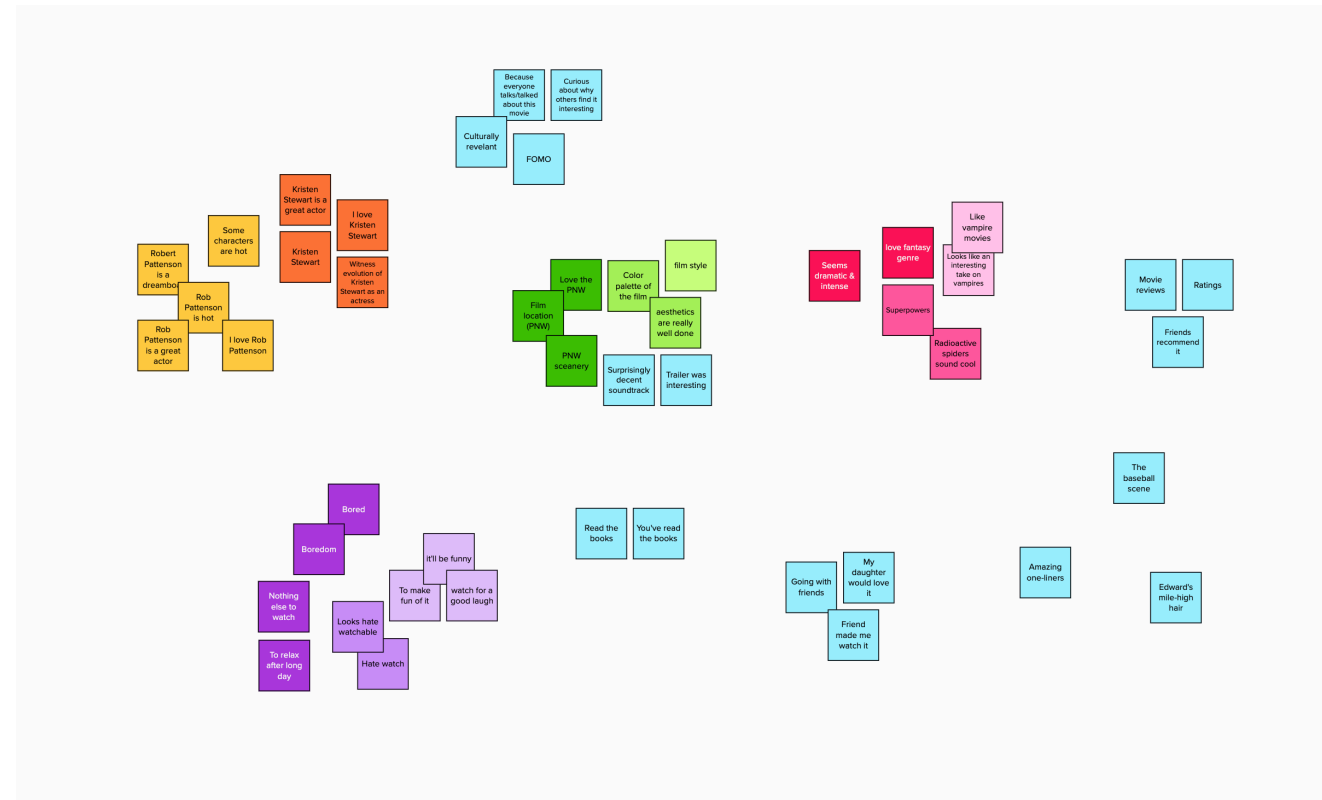 Because
everyone
talks/talked
about this
movie
Curious
about why
others find it
interesting
Culturally
revelant
FOMO
Kristen
Stewart is a
great actor
I love
Kristen
Stewart
Kristen
Stewart
Witness
evolution of
Kristen
Stewart as an
actress
Some
characters
are hot
Robert
Pattenson
is a
dreamboa
Rob
Pattenson
is hot
Rob
Pattenson
is a great
actor
I love Rob
Pattenson
Love the
PNW
Film
location
(PNW)
PNW
sceanery
Color
palette of
the film
film style
aesthetics
are really
well done
Surprisingly
decent
soundtrack
Trailer was
interesting
Seems
dramatic &
intense
love fantasy
genre
Like
vampire
movies
Looks like an
interesting
take on
vampires
Superpowers
Radioactive
spiders
sound cool
Movie
reviews
Ratings
Friends
recommend
it
The
baseball
scene
Bored
Boredom
Nothing
else to
watch
To relax
after long
day
it'll be funny
To make
fun of it
watch for a
good laugh
Looks hate
watchable
Hate watch
Read the
books
You've read
the books
Going with
friends
My
daughter
would love
it
Friend
made me
watch it
Amazing
one-liners
Edward's
mile-high
hair